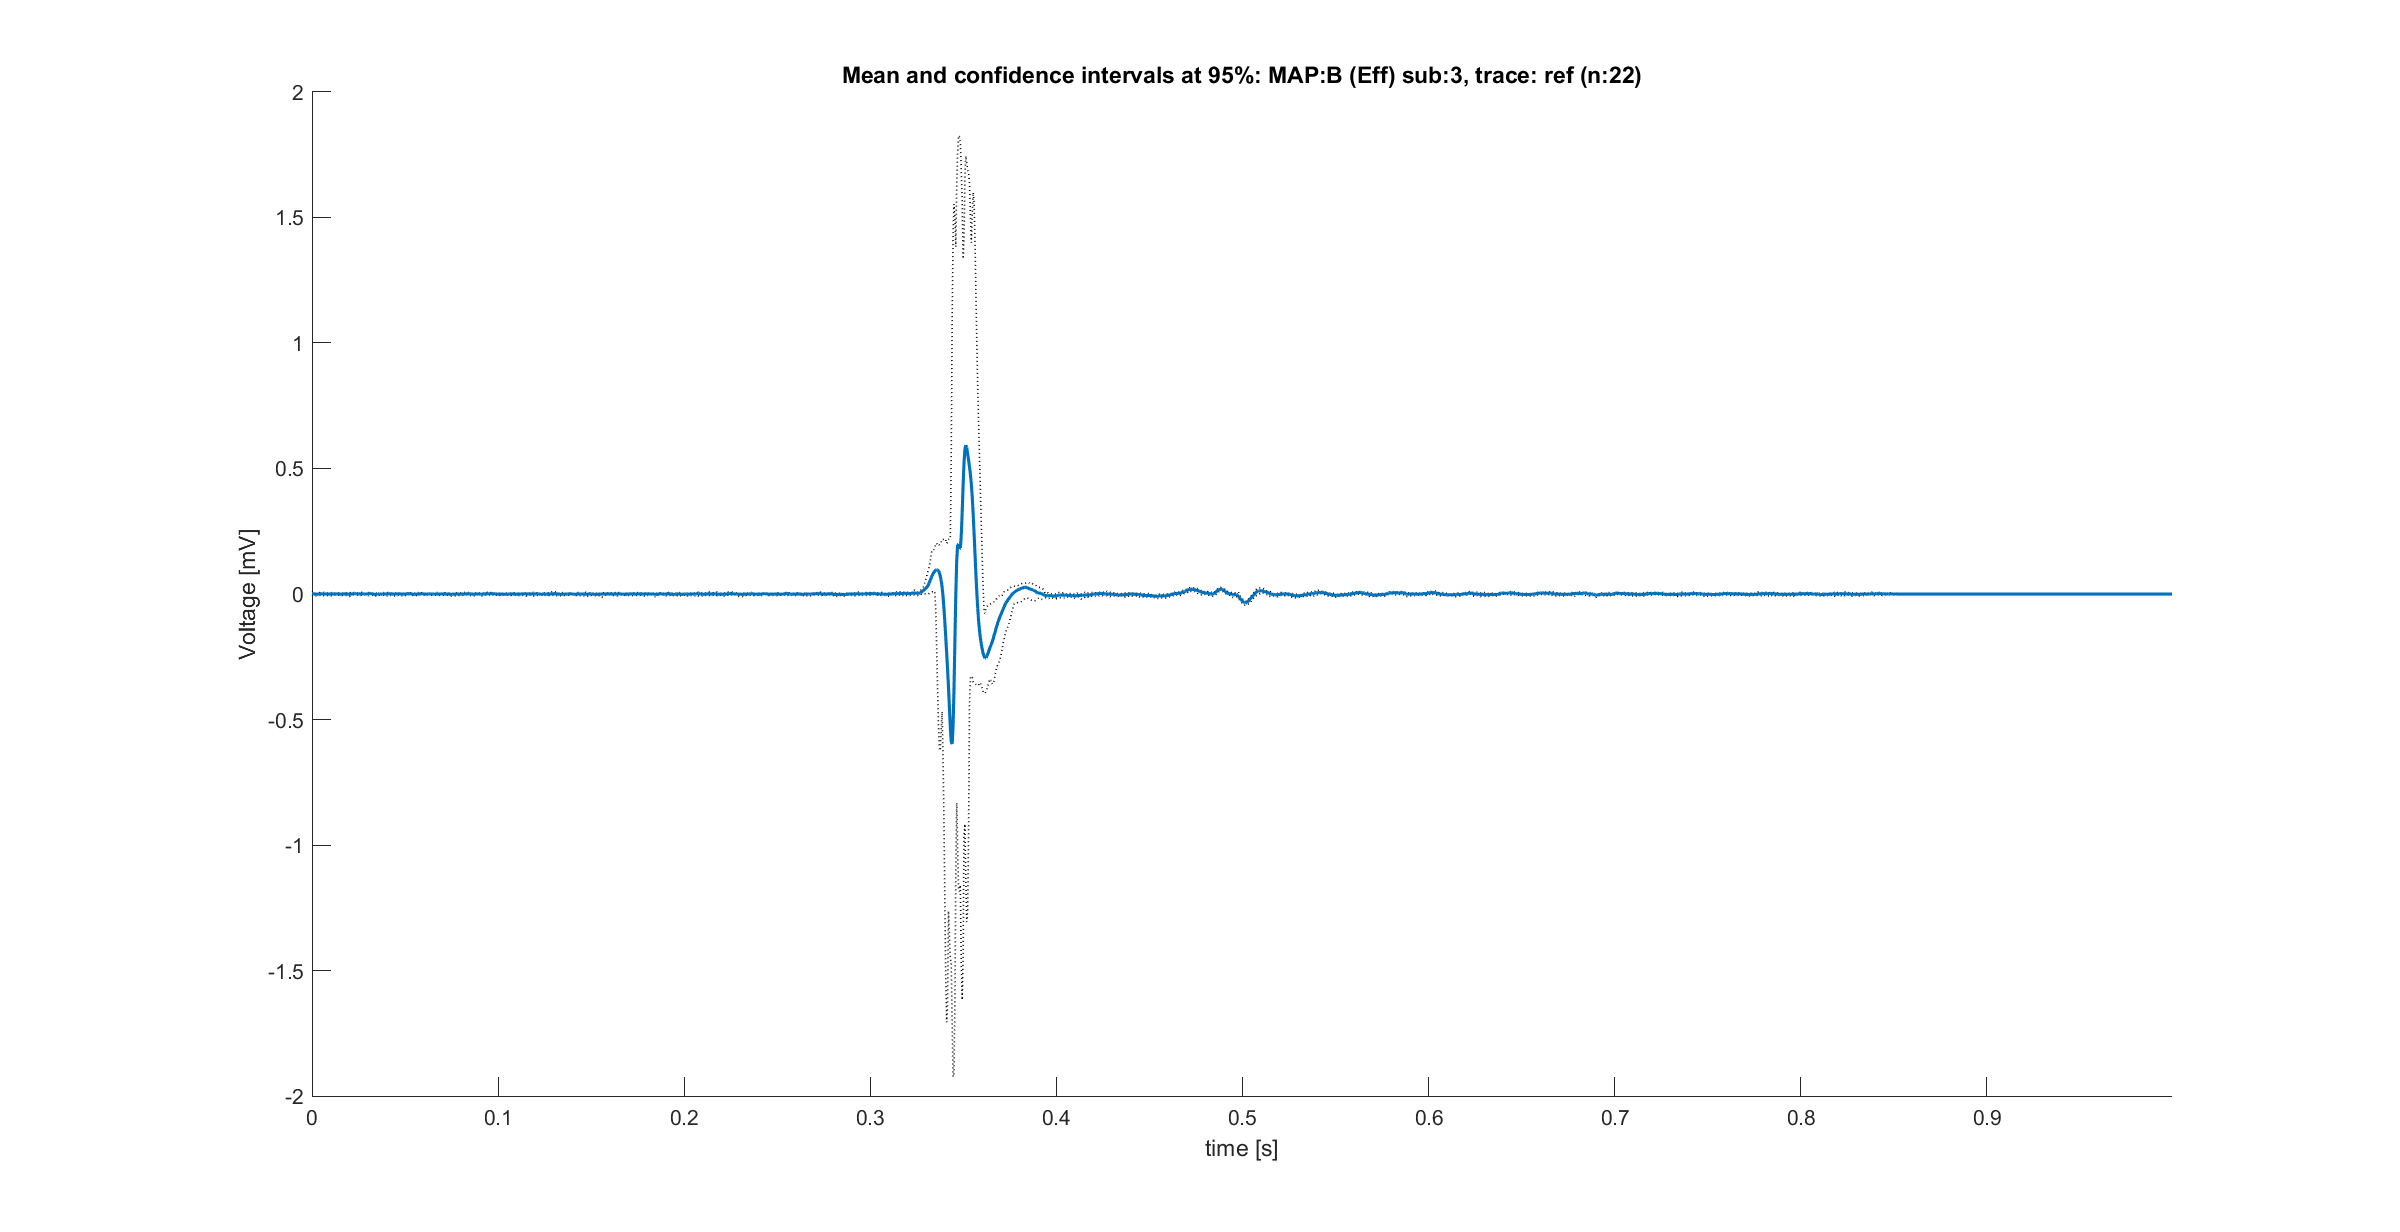 Mean and confidence intervals at 95%: MAP:B (Eff) sub:3, trace: ref (n:22)
2
1.5
1
0.5
0
-0.5
-1
-1.5
-2
Voltage [mV]
0 0.1 0.2 0.3 0.4 0.5 0.6 0.7 0.8 0.9
time [s]